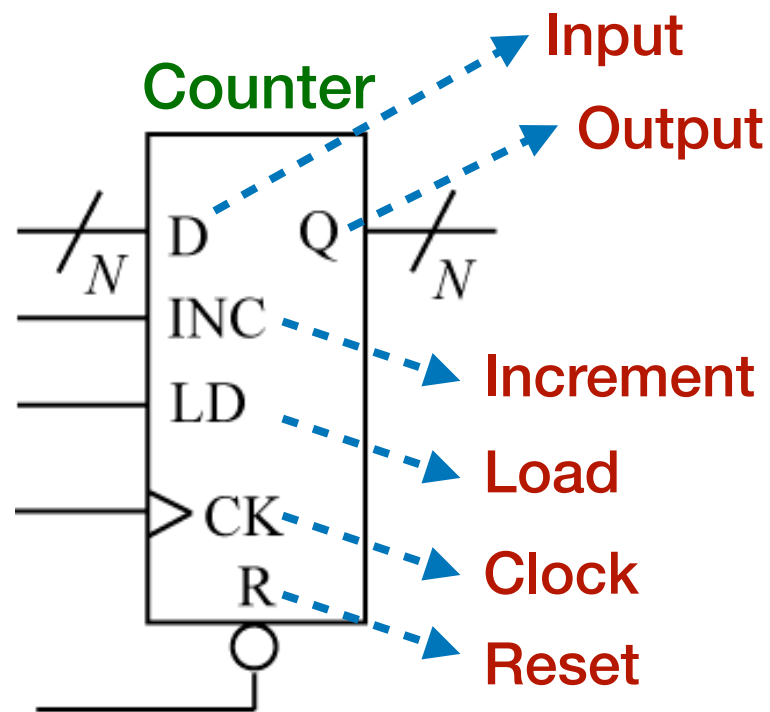 Input
Counter
Output
D Q
N N
INC
Increment
LD
Load
CK
Clock
R
Reset